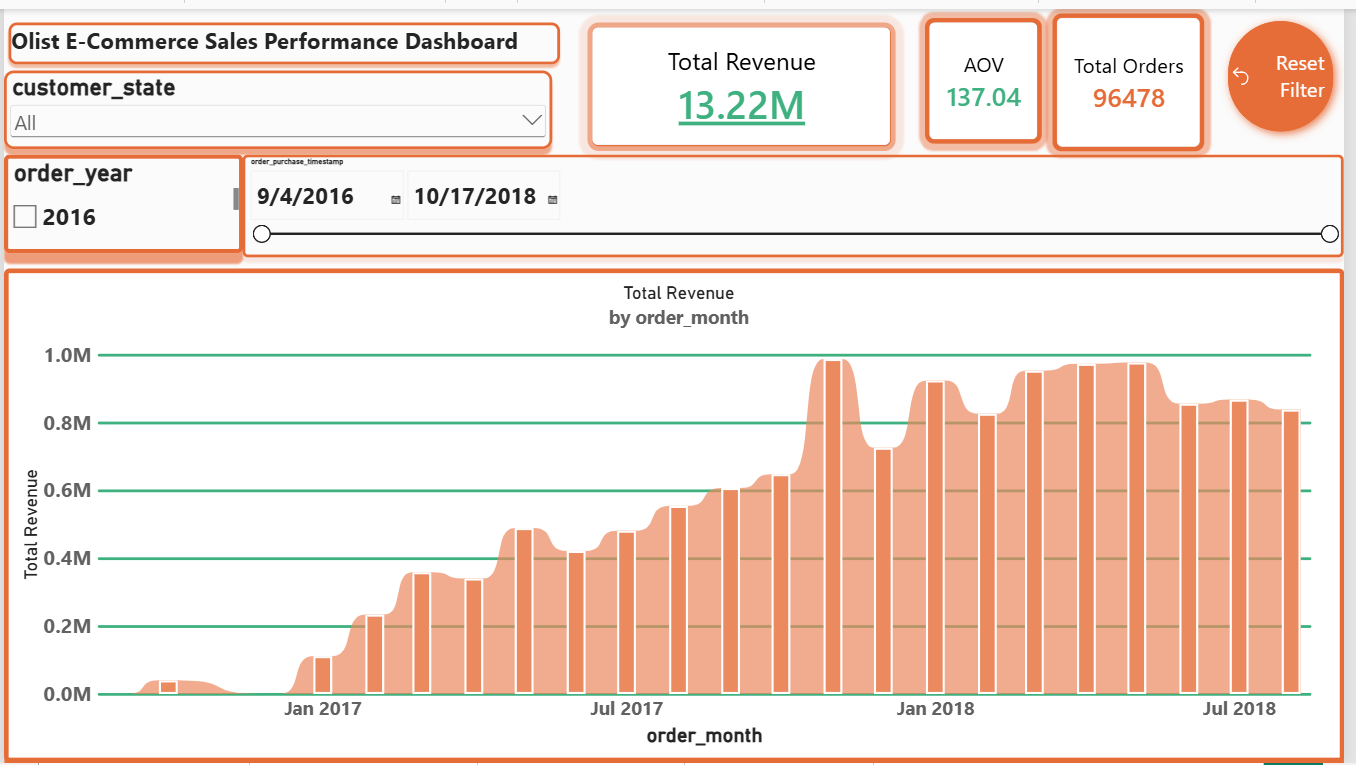 Olist E-Commerce Sales Performance Dashboard
customer_state
All
Total Revenue
13.22M
AOV
137.04
Total Orders
96478
Reset
Filter
order_year
2016
order_purchase_timestamp
9/4/2016
10/17/2018
Total Revenue
by order_month
Total Revenue
1.0M
0.8M
0.6M
0.4M
0.2M
0.0M
Jan 2017
Jul 2017
Jan 2018
Jul 2018
order_month